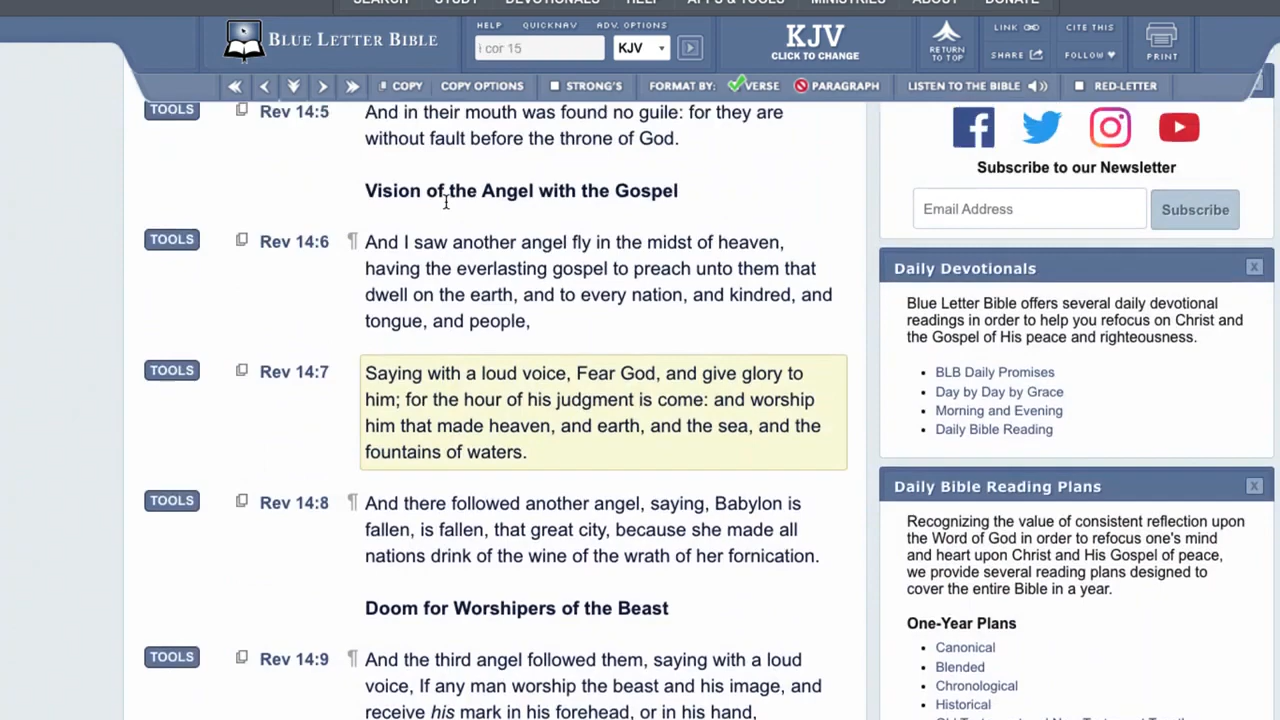 SEARCH STUDY DEVOTIONALS HELP APPS & TOOLS MINISTRIES ABOUT DONATE
BLUE LETTER BIBLE
HELP QUICKNAV ADV. OPTIONS
i cor 15
KJV
KJV
CLICK TO CHANGE
RETURN
TO TOP
LINK
SHARE
CITE THIS
FOLLOW
PRINT
COPY COPY OPTIONS STRONG'S FORMAT BY: VERSE PARAGRAPH LISTEN TO THE BIBLE RED-LETTER
TOOLS Rev 14:5 And in their mouth was found no guile: for they are
without fault before the throne of God.
Vision of the Angel with the Gospel
TOOLS Rev 14:6 ¶ And I saw another angel fly in the midst of heaven,
having the everlasting gospel to preach unto them that
dwell on the earth, and to every nation, and kindred, and
tongue, and people,
TOOLS Rev 14:7 Saying with a loud voice, Fear God, and give glory to
him; for the hour of his judgment is come: and worship
him that made heaven, and earth, and the sea, and the
fountains of waters.
TOOLS Rev 14:8 ¶ And there followed another angel, saying, Babylon is
fallen, is fallen, that great city, because she made all
nations drink of the wine of the wrath of her fornication.
Doom for Worshipers of the Beast
TOOLS Rev 14:9 ¶ And the third angel followed them, saying with a loud
voice, If any man worship the beast and his image, and
receive his mark in his forehead, or in his hand,
Subscribe to our Newsletter
Email Address
Subscribe
Daily Devotionals
Blue Letter Bible offers several daily devotional
readings in order to help you refocus on Christ and
the Gospel of His peace and righteousness.
BLB Daily Promises
Day by Day by Grace
Morning and Evening
Daily Bible Reading
Daily Bible Reading Plans
Recognizing the value of consistent reflection upon
the Word of God in order to refocus one's mind
and heart upon Christ and His Gospel of peace,
we provide several reading plans designed to
cover the entire Bible in a year.
One-Year Plans
Canonical
Blended
Chronological
Historical